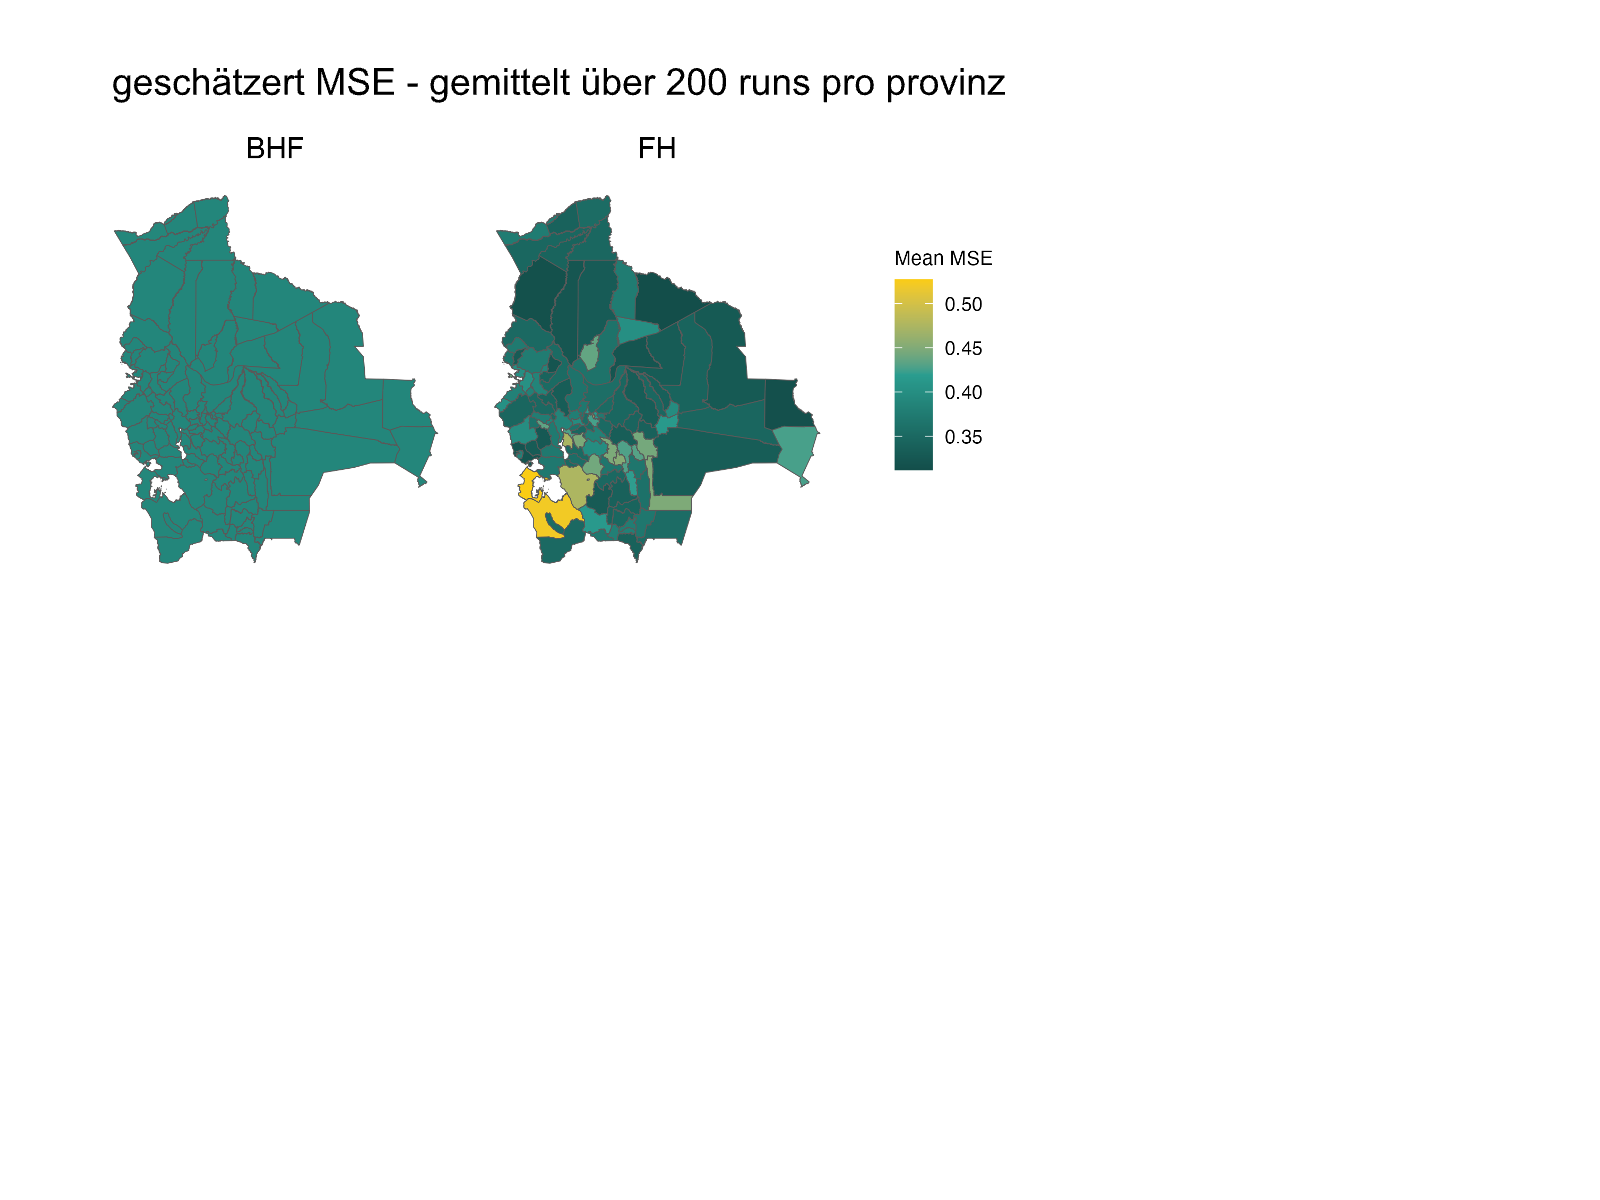 geschätzert MSE - gemittelt über 200 runs pro provinz
BHF
FH
Mean MSE
0.50
0.45
0.40
0.35